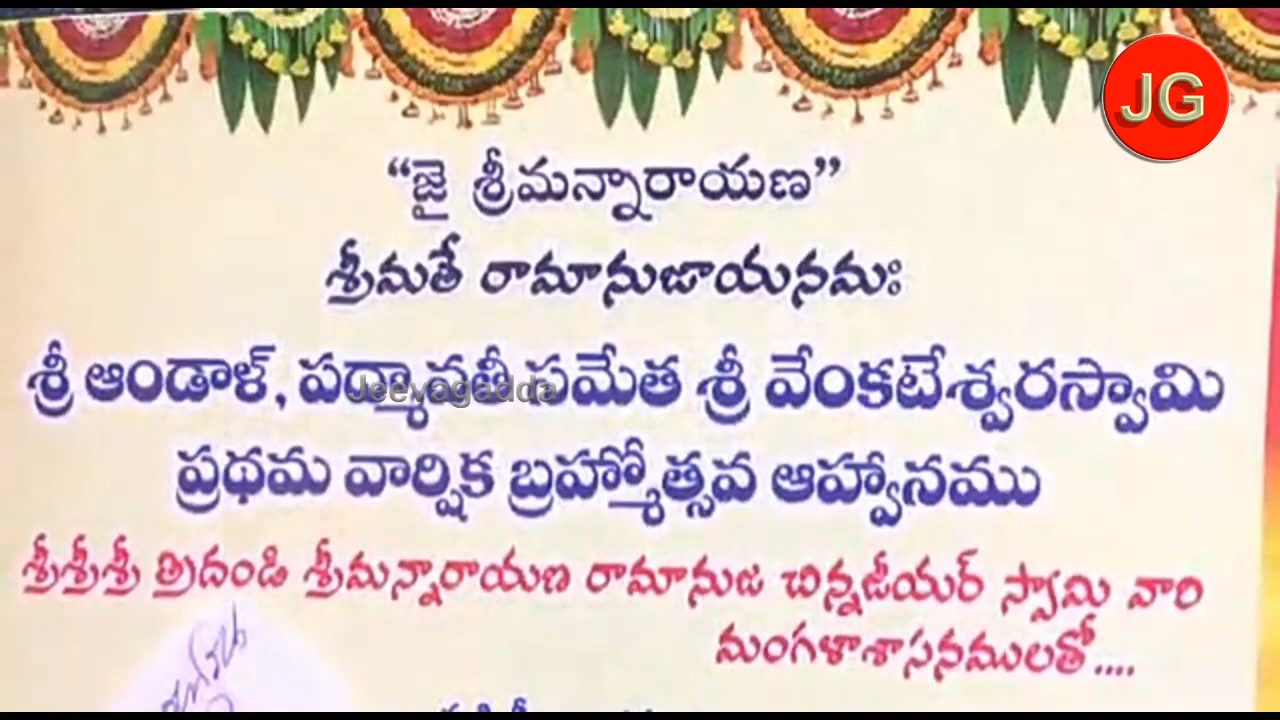 JG
“జై శ్రీమన్నారాయణ”
శ్రీమతే రామానుజాయనమః
శ్రీ ఆండాళ్, పద్మావతీసమేత శ్రీ వేంకటేశ్వరస్వామి
Jeevagadda
ప్రథమ వార్షిక బ్రహ్మోత్సవ ఆహ్వానము
శ్రీశ్రీశ్రీ త్రిదండి శ్రీమన్నారాయణ రామానుజ చిన్నజీయర్ స్వామి వారి
మంగళాశాసనములతో....